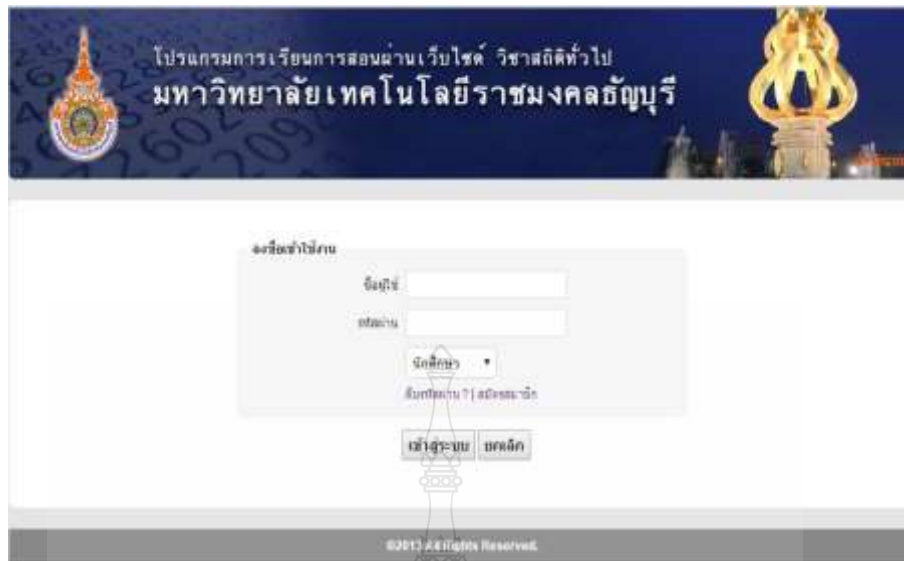 โปรแกรมการเรียนการสอนผ่านเว็บไซต์ วิชาสถิติทั่วไป
มหาวิทยาลัยเทคโนโลยีราชมงคลธัญบุรี
ลงชื่อเข้าใช้งาน
ชื่อผู้ใช้
รหัสผ่าน
นักศึกษา
ลืมรหัสผ่าน ? | สมัครสมาชิก
เข้าสู่ระบบ ยกเลิก
©2013 All Rights Reserved.